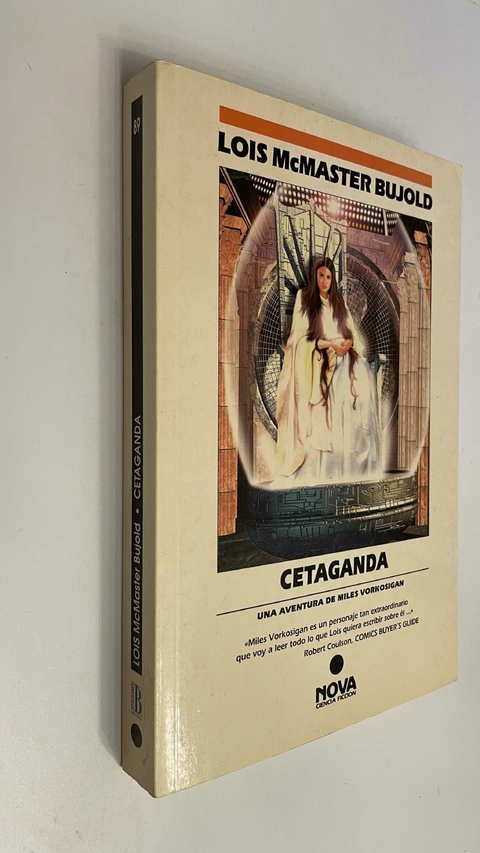 LOIS McMASTER BUJOLD
CETAGANDA
UNA AVENTURA DE MILES VORKOSIGAN
«Miles Vorkosigan es un personaje tan extraordinario
que voy a leer todo lo que Lois quiera escribir sobre él ...»
Robert Coulson, COMICS BUYER'S GUIDE
NOVA
CIENCIA FICCION
89
LOIS McMASTER Bujold • CETAGANDA